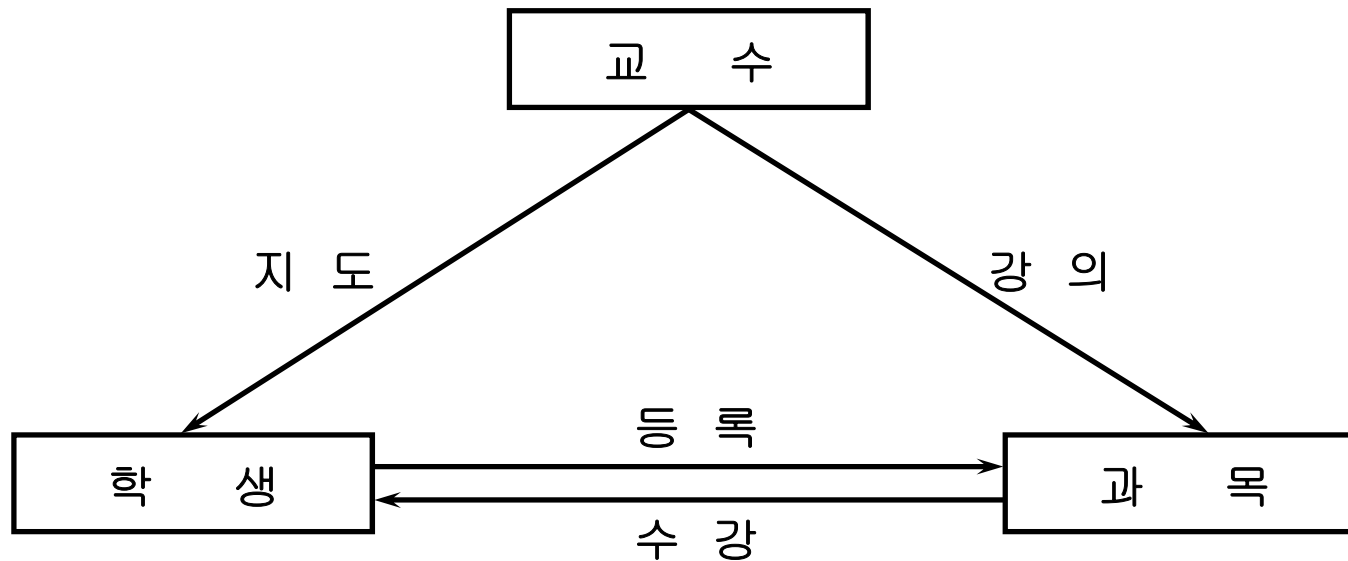 교 수
지 도
강 의
등 록
학 생
과 목
수 강